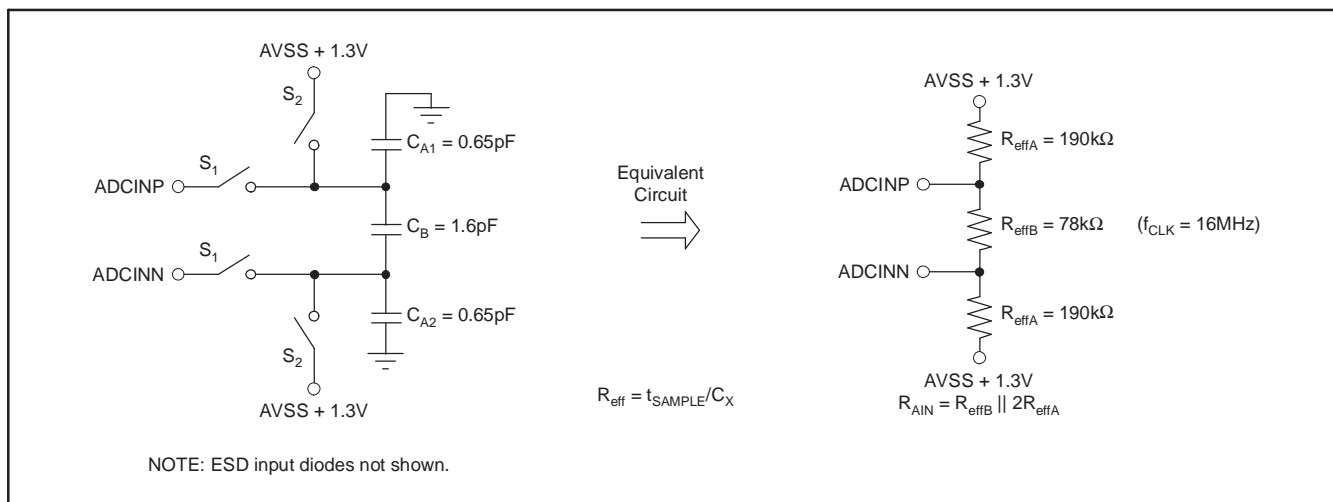 AVSS + 1.3V
S2
CA1 = 0.65pF
S1
ADCINP
CB = 1.6pF
S1
ADCINN
CA2 = 0.65pF
S2
AVSS + 1.3V
NOTE: ESD input diodes not shown.
Equivalent
Circuit
Reff = tSAMPLE/CX
AVSS + 1.3V
ReffA = 190kΩ
ADCINP
ReffB = 78kΩ (fCLK = 16MHz)
ADCINN
ReffA = 190kΩ
AVSS + 1.3V
RAIN = ReffB || 2ReffA